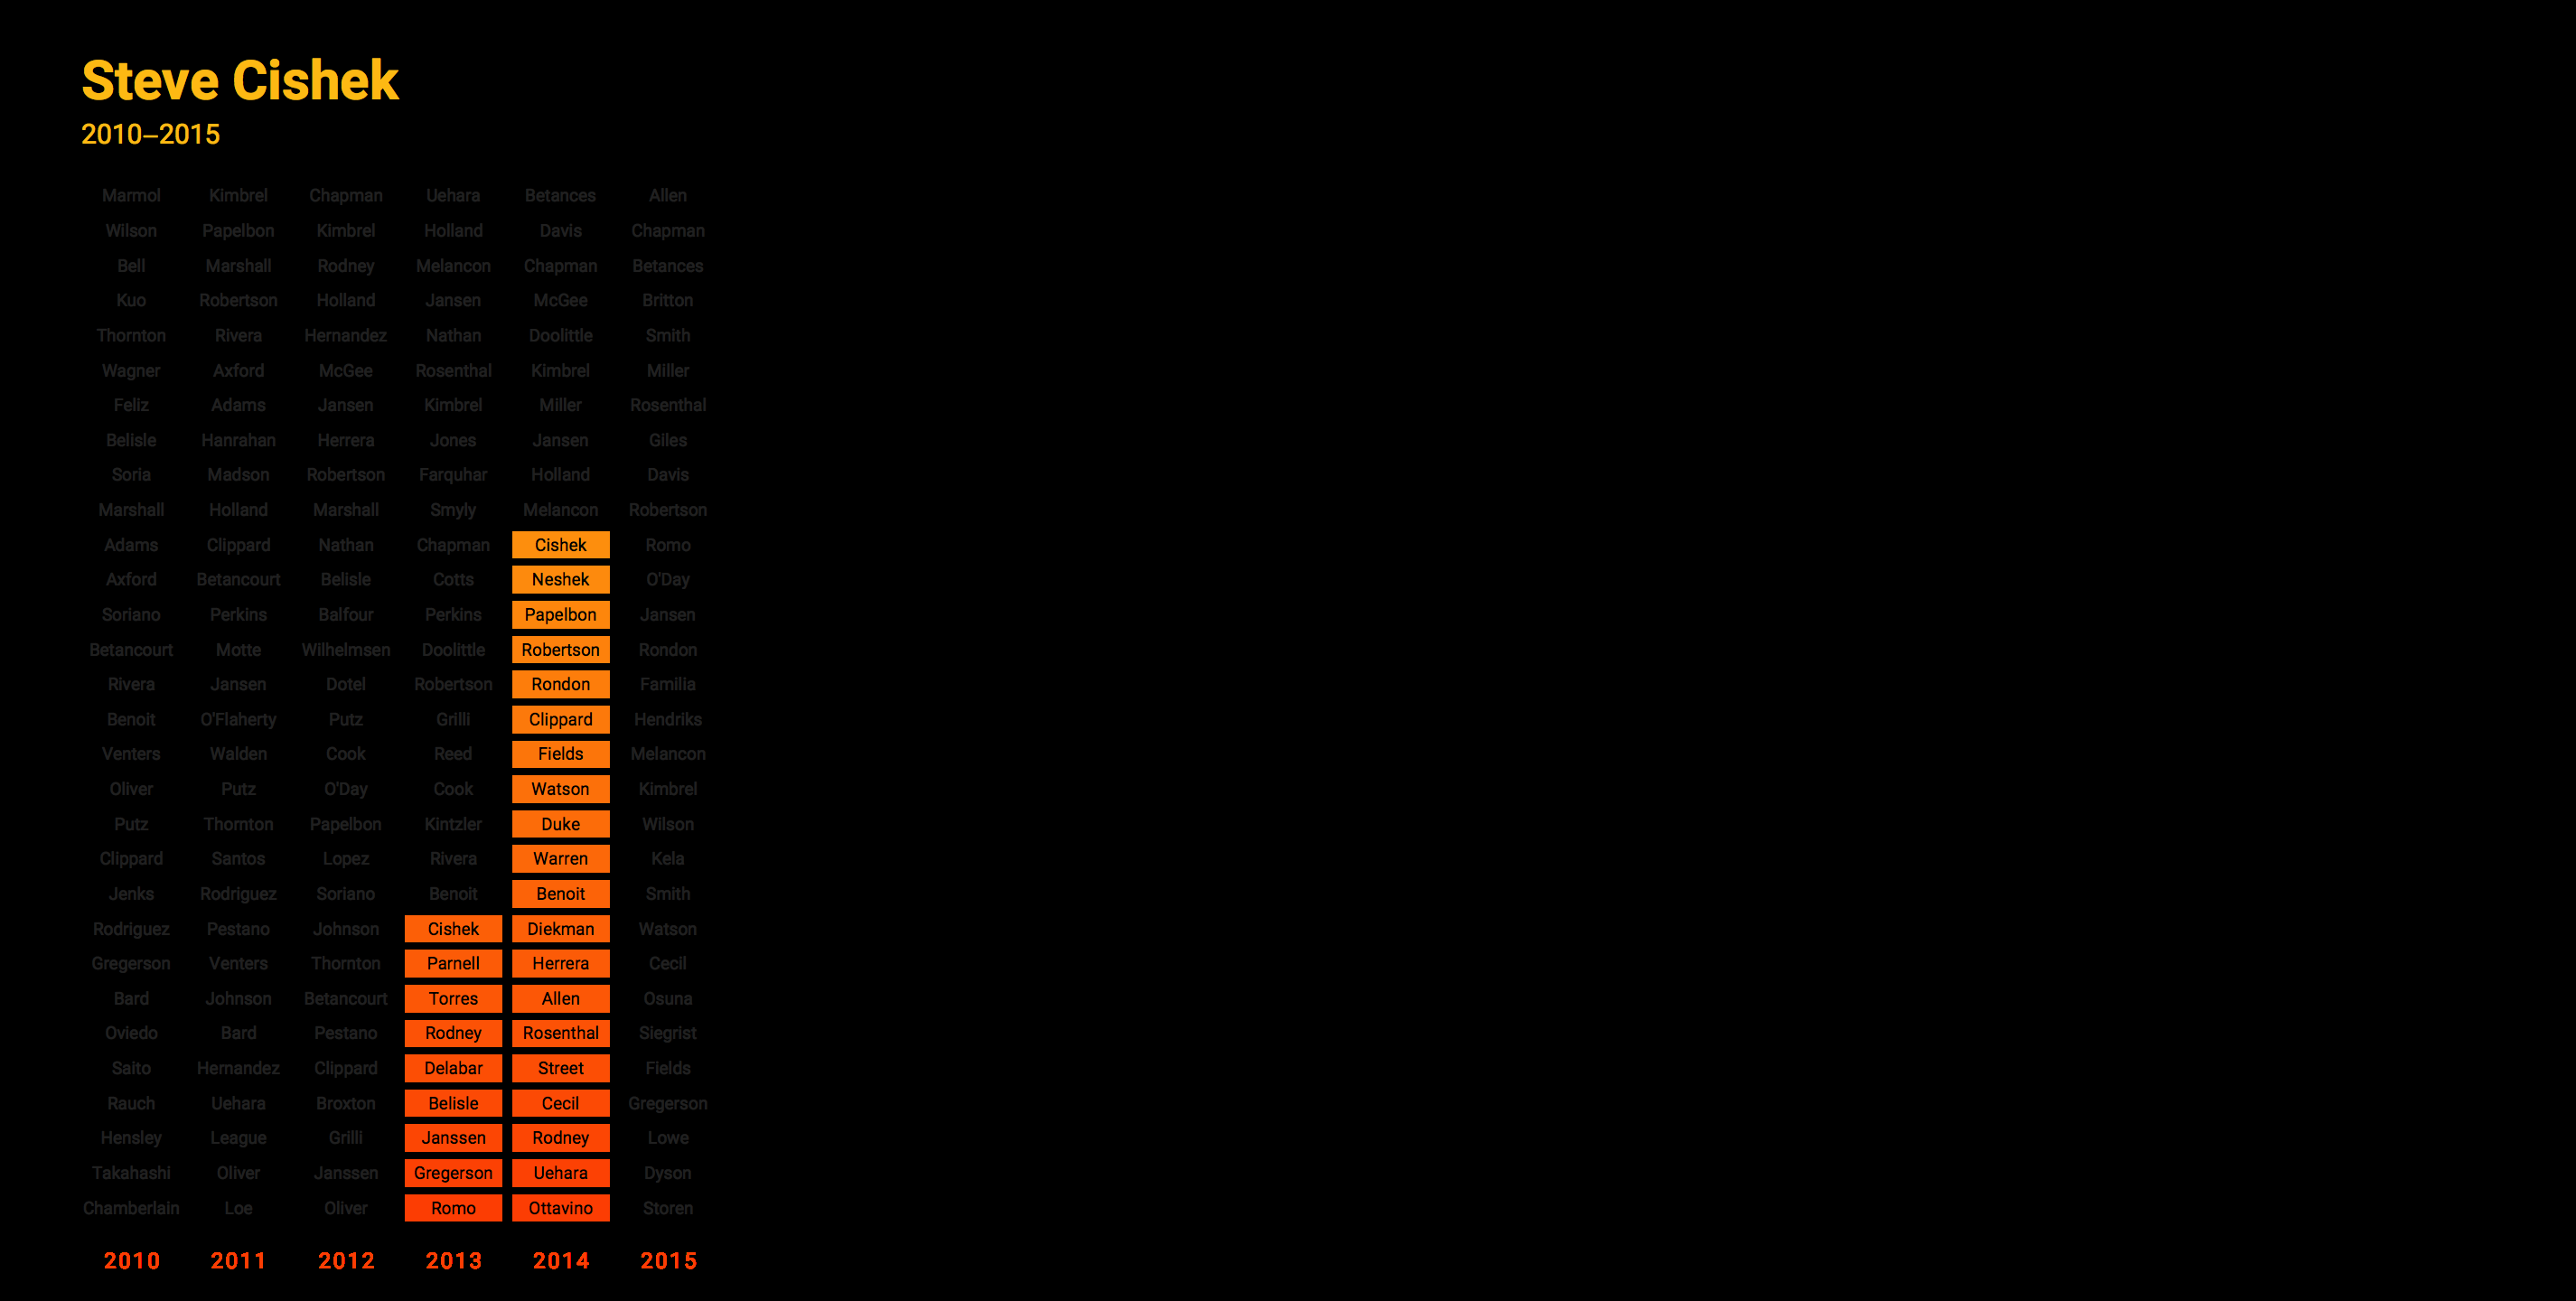 Steve Cishek
2010–2015
Marmol Kimbrel Chapman Uehara Betances Allen
Wilson Papelbon Kimbrel Holland Davis Chapman
Bell Marshall Rodney Melancon Chapman Betances
Kuo Robertson Holland Jansen McGee Britton
Thornton Rivera Hernandez Nathan Doolittle Smith
Wagner Axford McGee Rosenthal Kimbrel Miller
Feliz Adams Jansen Kimbrel Miller Rosenthal
Belisle Hanrahan Herrera Jones Jansen Giles
Soria Madson Robertson Farquhar Holland Davis
Marshall Holland Marshall Smyly Melancon Robertson
Adams Clippard Nathan Chapman Cishek Romo
Axford Betancourt Belisle Cotts Neshek O'Day
Soriano Perkins Balfour Perkins Papelbon Jansen
Betancourt Motte Wilhelmsen Doolittle Robertson Rondon
Rivera Jansen Dotel Robertson Rondon Familia
Benoit O'Flaherty Putz Grilli Clippard Hendriks
Venters Walden Cook Reed Fields Melancon
Oliver Putz O'Day Cook Watson Kimbrel
Putz Thornton Papelbon Kintzler Duke Wilson
Clippard Santos Lopez Rivera Warren Kela
Jenks Rodriguez Soriano Benoit Benoit Smith
Rodriguez Pestano Johnson Cishek Diekman Watson
Gregerson Venters Thornton Parnell Herrera Cecil
Bard Johnson Betancourt Torres Allen Osuna
Oviedo Bard Pestano Rodney Rosenthal Siegrist
Saito Hernandez Clippard Delabar Street Fields
Rauch Uehara Broxton Belisle Cecil Gregerson
Hensley League Grilli Janssen Rodney Lowe
Takahashi Oliver Janssen Gregerson Uehara Dyson
Chamberlain Loe Oliver Romo Ottavino Storen
2010 2011 2012 2013 2014 2015